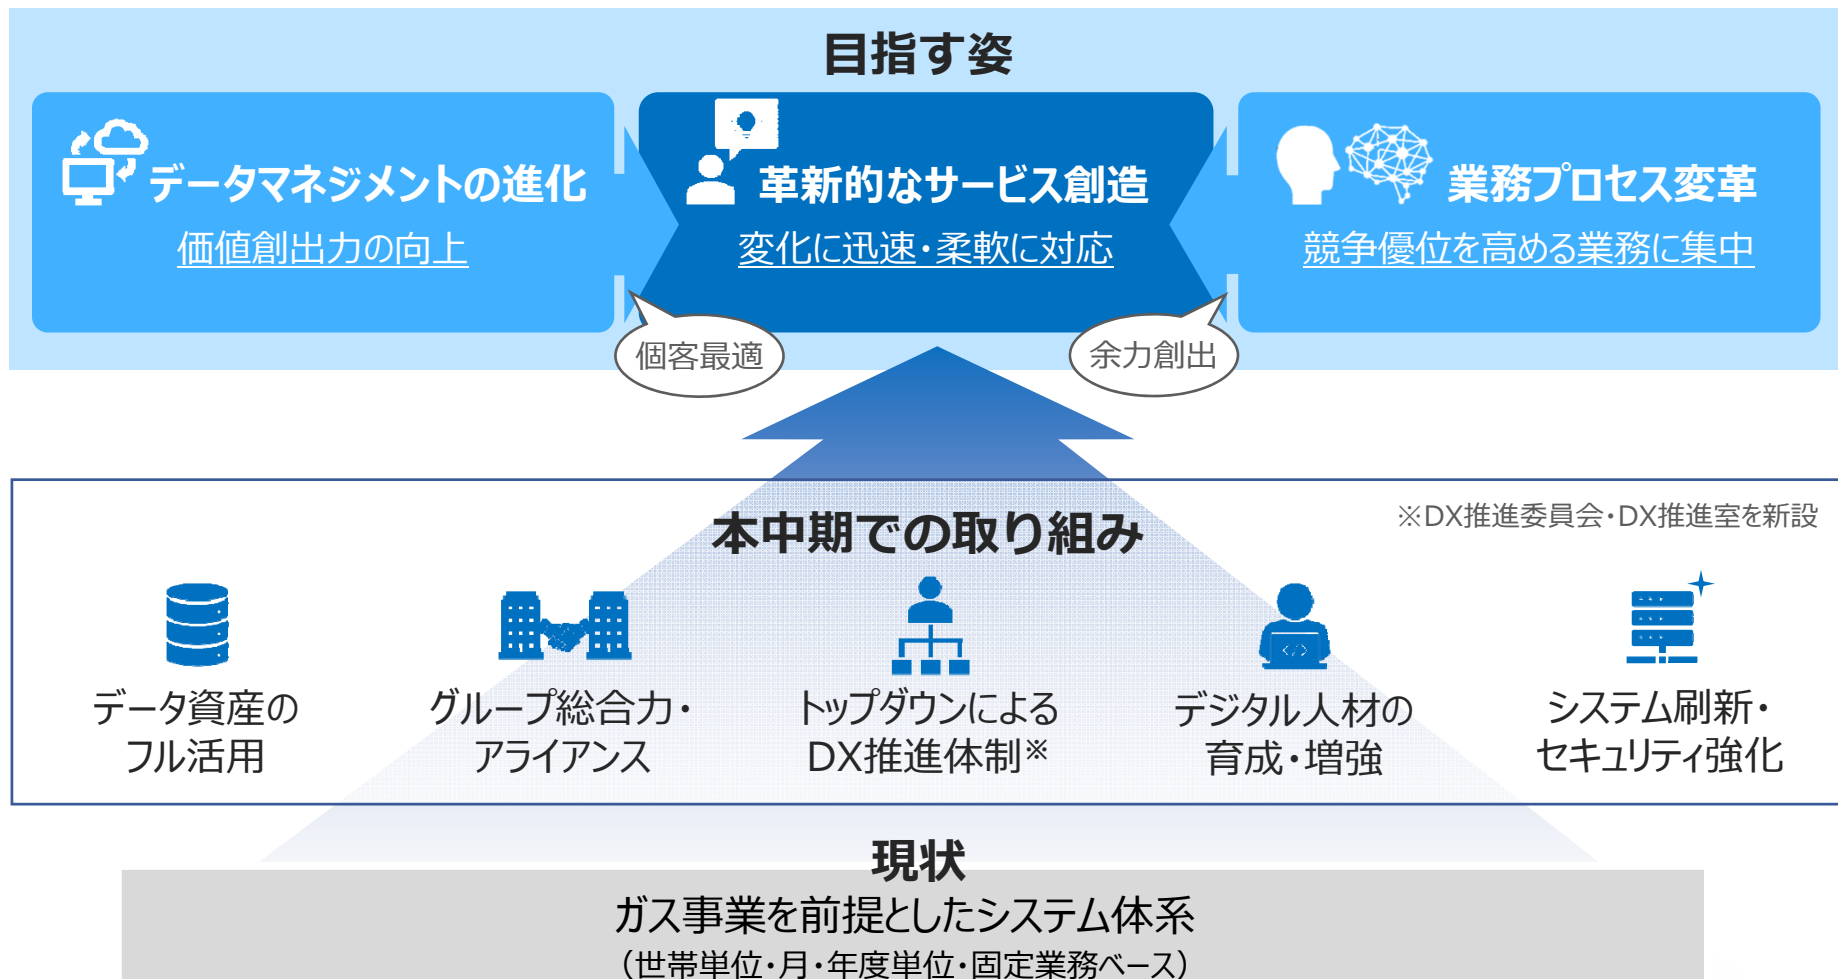 目指す姿
データマネジメントの進化
価値創出力の向上
革新的なサービス創造
変化に迅速・柔軟に対応
業務プロセス変革
競争優位を高める業務に集中
個客最適
余力創出
本中期での取り組み
※DX推進委員会・DX推進室を新設
データ資産の
フル活用
グループ総合力・
アライアンス
トップダウンによる
DX推進体制※
デジタル人材の
育成・増強
システム刷新・
セキュリティ強化
現状
ガス事業を前提としたシステム体系
（世帯単位・月・年度単位・固定業務ベース）